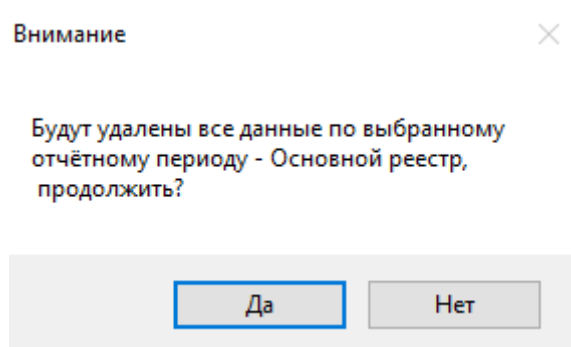 Внимание
Будут удалены все данные по выбранному
отчётному периоду - Основной реестр,
продолжить?
Да
Нет